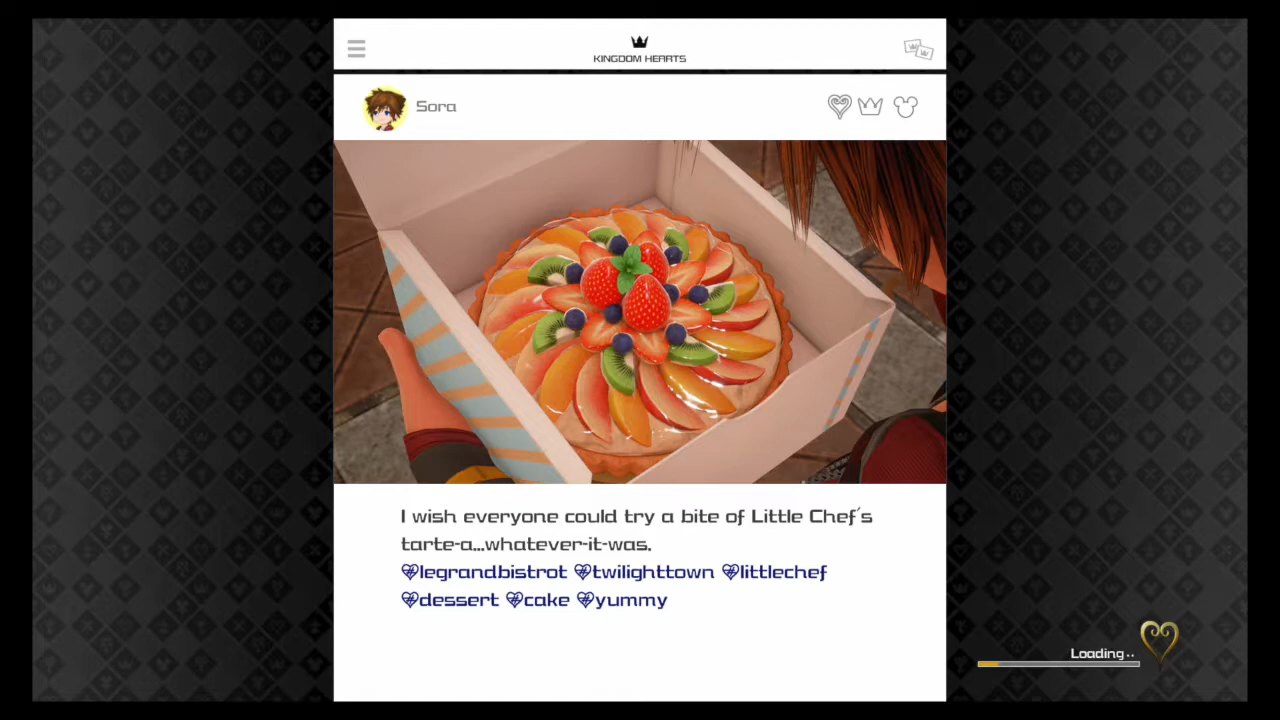 KINGDOM HEARTS
Sora
I wish everyone could try a bite of Little Chef's
tarte-a...whatever-it-was.
#legrandbistrot #twilighttown #littlechef
#dessert #cake #yummy
Loading..